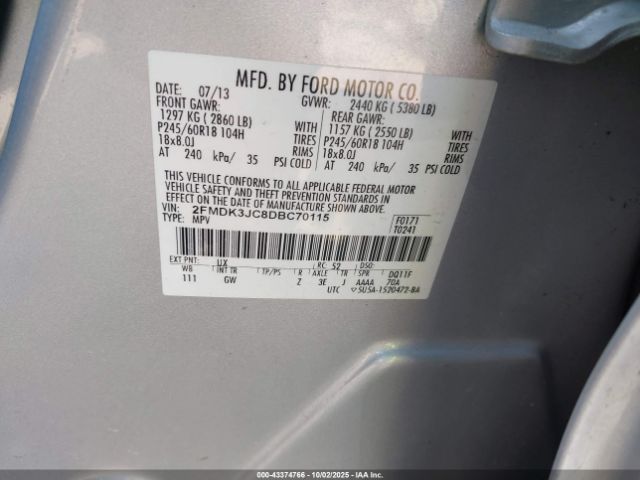 MFD. BY FORD MOTOR CO.
DATE: 07/13 GVWR: 2440 KG ( 5380 LB)
FRONT GAWR: REAR GAWR:
1297 KG ( 2860 LB) WITH 1157 KG ( 2550 LB) WITH
P245/60R18 104H TIRES P245/60R18 104H TIRES
18x8.0J RIMS 18x8.0J RIMS
AT 240 kPa/ 35 PSI COLD AT 240 kPa/ 35 PSI COLD
THIS VEHICLE CONFORMS TO ALL APPLICABLE FEDERAL MOTOR
VEHICLE SAFETY AND THEFT PREVENTION STANDARDS IN
EFFECT ON THE DATE OF MANUFACTURE SHOWN ABOVE.
VIN: 2FMDK3JC8DBC70115 F0171
TYPE: MPV T0241
EXT PNT: UX RC: 52 DSO:
WB INT TR TP/PS R AXLE TR SPR DQ11F
111 GW Z 3E J AAAA 70A
UTC ▽5U5A-1520472-BA
(00-43374766 - 10/02/2025 - IAA Inc.)